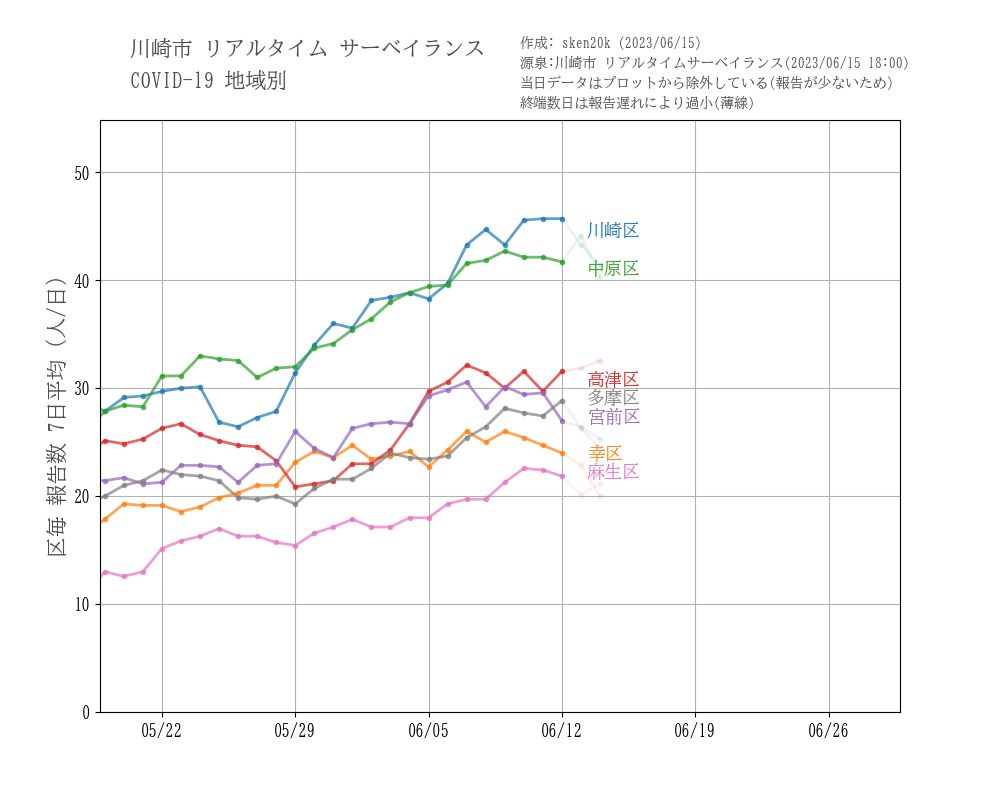 川崎市 リアルタイム サーベイランス
COVID-19 地域別
作成: sken20k (2023/06/15)
源泉:川崎市 リアルタイムサーベイランス(2023/06/15 18:00)
当日データはプロットから除外している(報告が少ないため)
終端数日は報告遅れにより過小(薄線)
区毎 報告数 7日平均 (人/日)
50
40
30
20
10
0
川崎区
中原区
高津区
多摩区
宮前区
幸区
麻生区
05/22
05/29
06/05
06/12
06/19
06/26